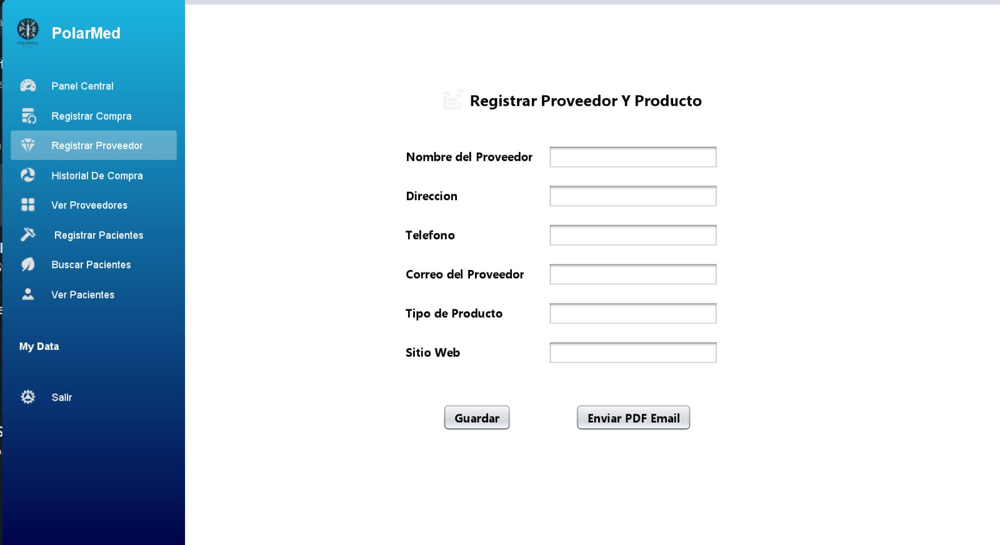 PolarMed
Panel Central
Registrar Compra
Registrar Proveedor
Historial De Compra
Ver Proveedores
Registrar Pacientes
Buscar Pacientes
Ver Pacientes
My Data
Salir
Registrar Proveedor Y Producto
Nombre del Proveedor
Direccion
Telefono
Correo del Proveedor
Tipo de Producto
Sitio Web
Guardar
Enviar PDF Email